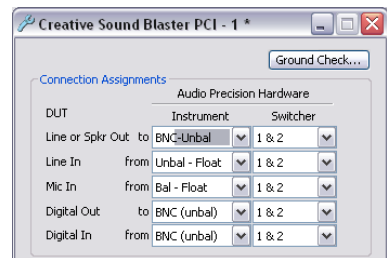 Creative Sound Blaster PCI - 1 *
Ground Check...
Connection Assignments
Audio Precision Hardware
DUT Instrument Switcher
Line or Spkr Out to BNC-Unbal 1 & 2
Line In from Unbal - Float 1 & 2
Mic In from Bal - Float 1 & 2
Digital Out to BNC (unbal) 1 & 2
Digital In from BNC (unbal) 1 & 2